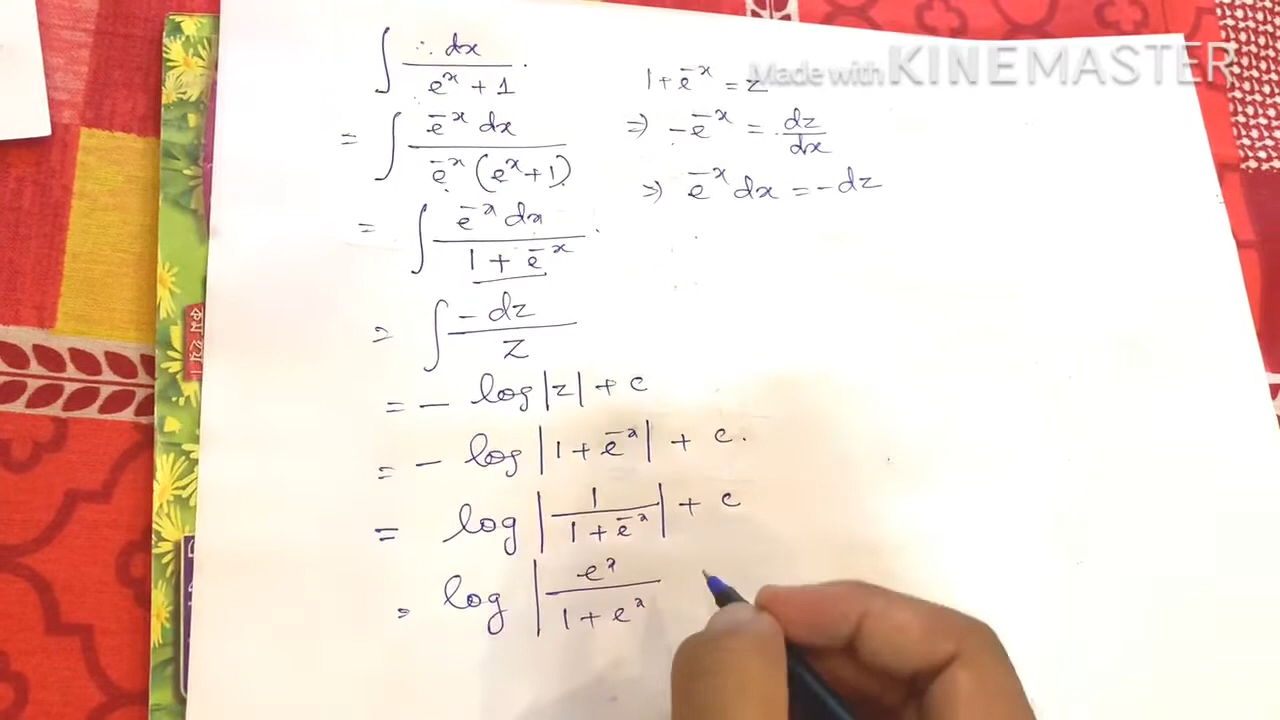 ∫ ∴ dx / (e^x + 1) .
= ∫ e^-x dx / e^-x (e^x + 1)
= ∫ e^-x dx / (1 + e^-x) .
= ∫ -dz / z
= - log |z| + c
= - log |1 + e^-x| + c.
= log | 1 / (1 + e^-x) | + c
= log | e^x / (1 + e^x)
1 + e^-x = z
⇒ - e^-x = dz / dx
⇒ e^-x dx = - dz
Made with KINEMASTER